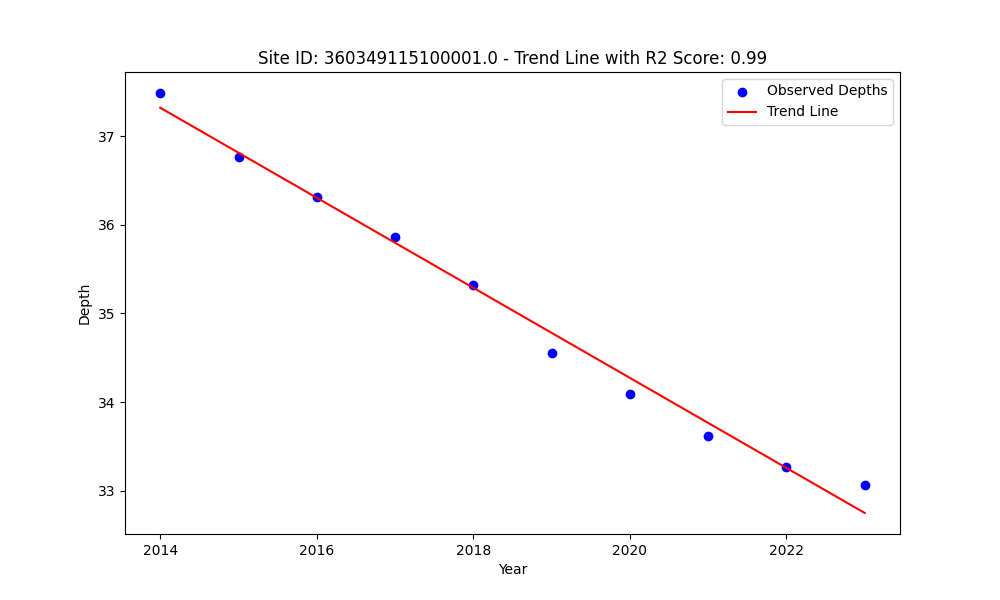 Site ID: 360349115100001.0 - Trend Line with R2 Score: 0.99
Observed Depths
Trend Line
37
36
35
34
33
Depth
2014
2016
2018
2020
2022
Year